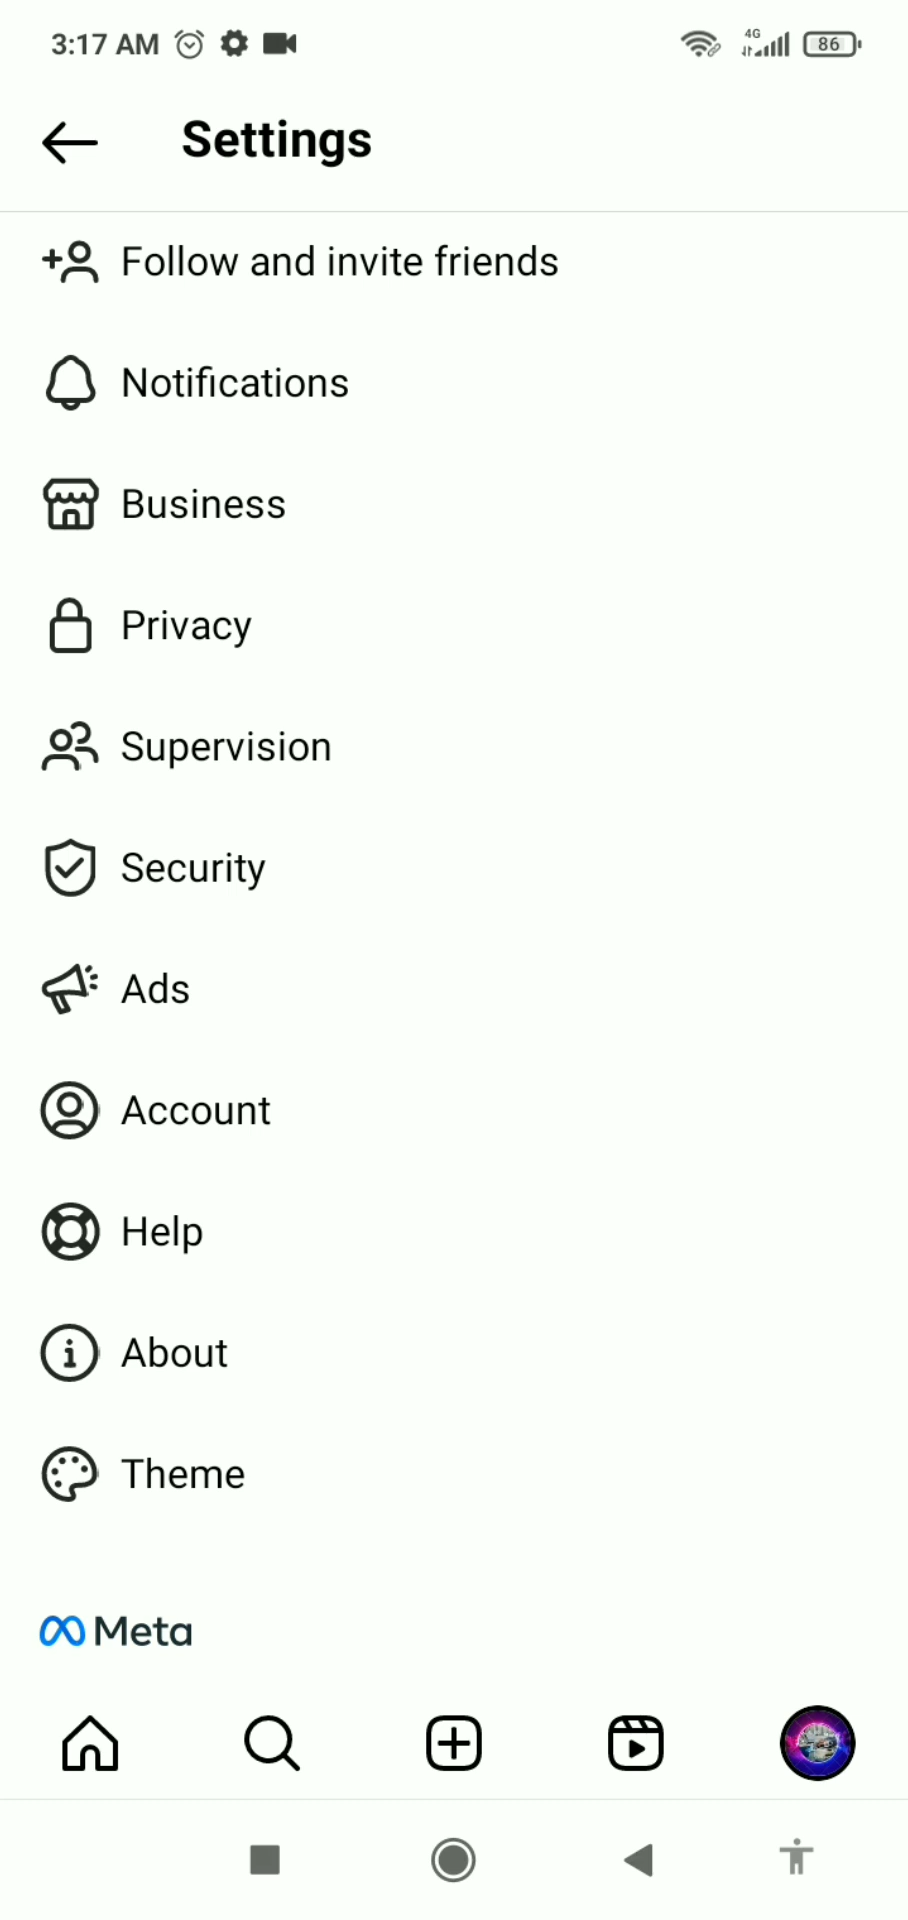 3:17 AM 4G 86
Settings
Follow and invite friends
Notifications
Business
Privacy
Supervision
Security
Ads
Account
Help
About
Theme
Meta